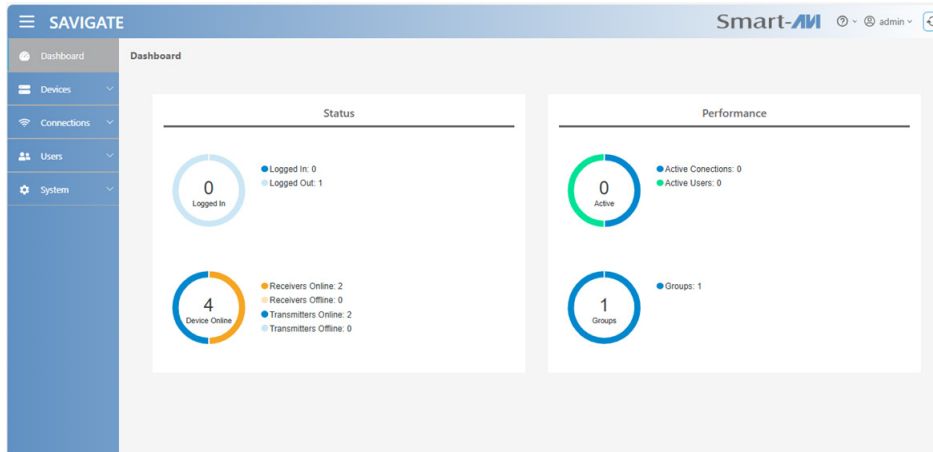 SAVIGATE
Smart-AVI
admin
Dashboard
Devices
Connections
Users
System
Dashboard
Status
0
Logged In
Logged In: 0
Logged Out: 1
4
Device Online
Receivers Online: 2
Receivers Offline: 0
Transmitters Online: 2
Transmitters Offline: 0
Performance
0
Active
Active Conections: 0
Active Users: 0
1
Groups
Groups: 1